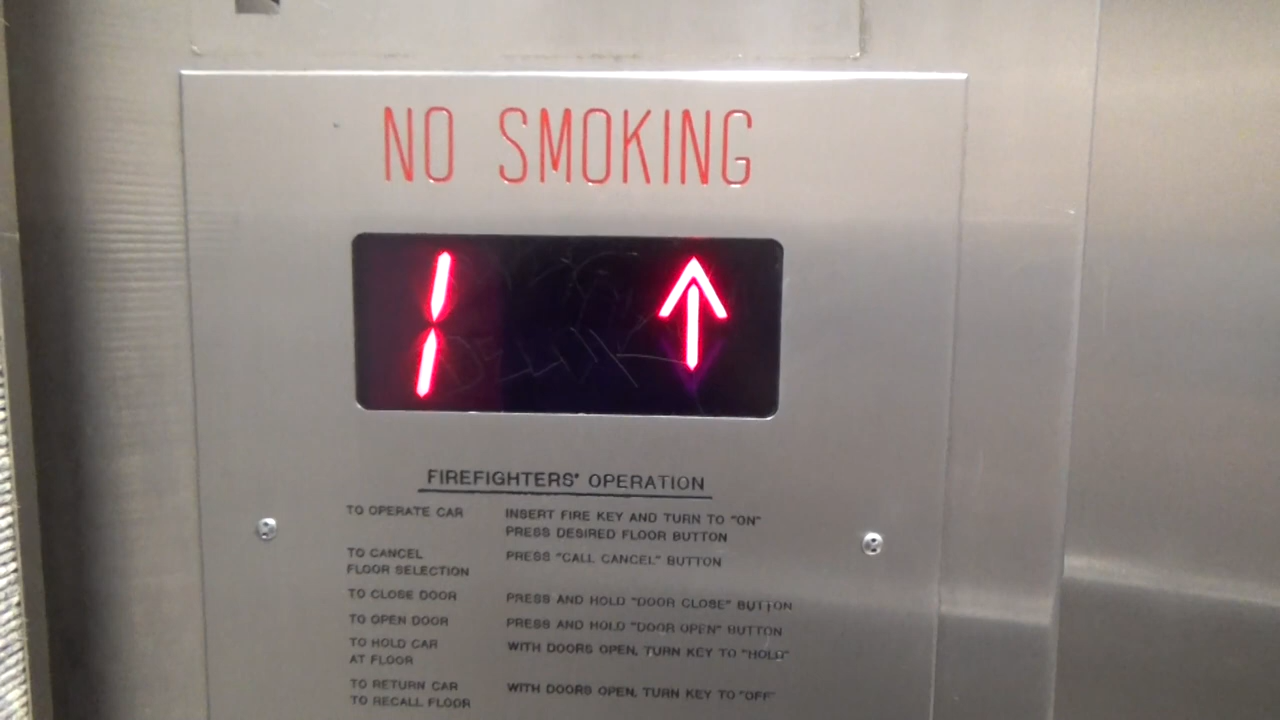 NO SMOKING
1 ↑
FIREFIGHTERS' OPERATION
TO OPERATE CAR INSERT FIRE KEY AND TURN TO "ON"
PRESS DESIRED FLOOR BUTTON
TO CANCEL PRESS "CALL CANCEL" BUTTON
FLOOR SELECTION
TO CLOSE DOOR PRESS AND HOLD "DOOR CLOSE" BUTTON
TO OPEN DOOR PRESS AND HOLD "DOOR OPEN" BUTTON
TO HOLD CAR WITH DOORS OPEN, TURN KEY TO "HOLD"
AT FLOOR
TO RETURN CAR WITH DOORS OPEN, TURN KEY TO "OFF"
TO RECALL FLOOR